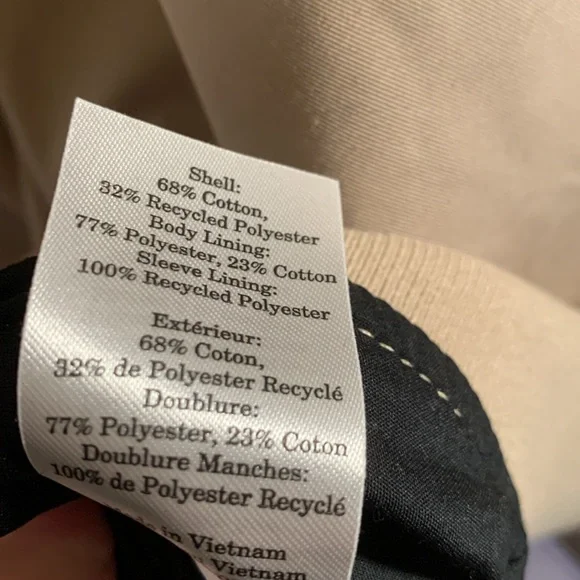 Shell:
68% Cotton,
32% Recycled Polyester
Body Lining:
77% Polyester, 23% Cotton
Sleeve Lining:
100% Recycled Polyester
Extérieur:
68% Coton,
32% de Polyester Recyclé
Doublure:
77% Polyester, 23% Coton
Doublure Manches:
100% de Polyester Recyclé
in Vietnam
Vietnam